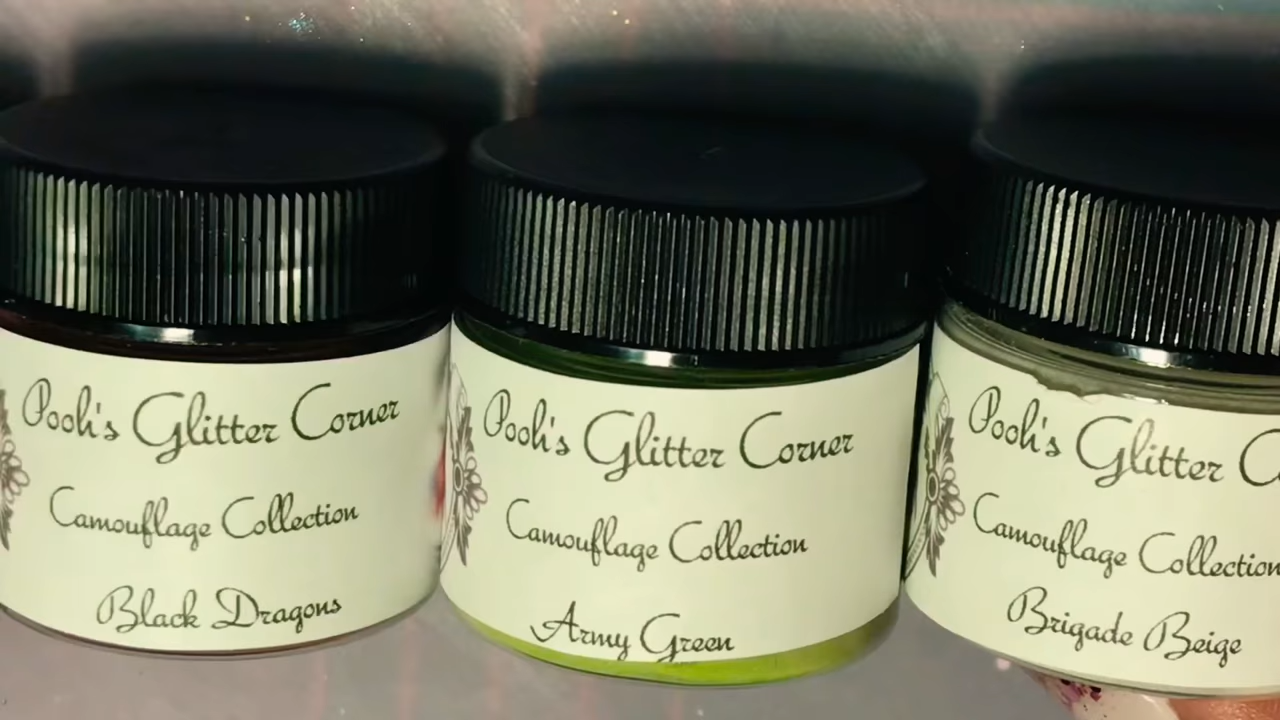 Pooh's Glitter Corner
Camouflage Collection
Black Dragons
Pooh's Glitter Corner
Camouflage Collection
Army Green
Pooh's Glitter C
Camouflage Collection
Brigade Beige